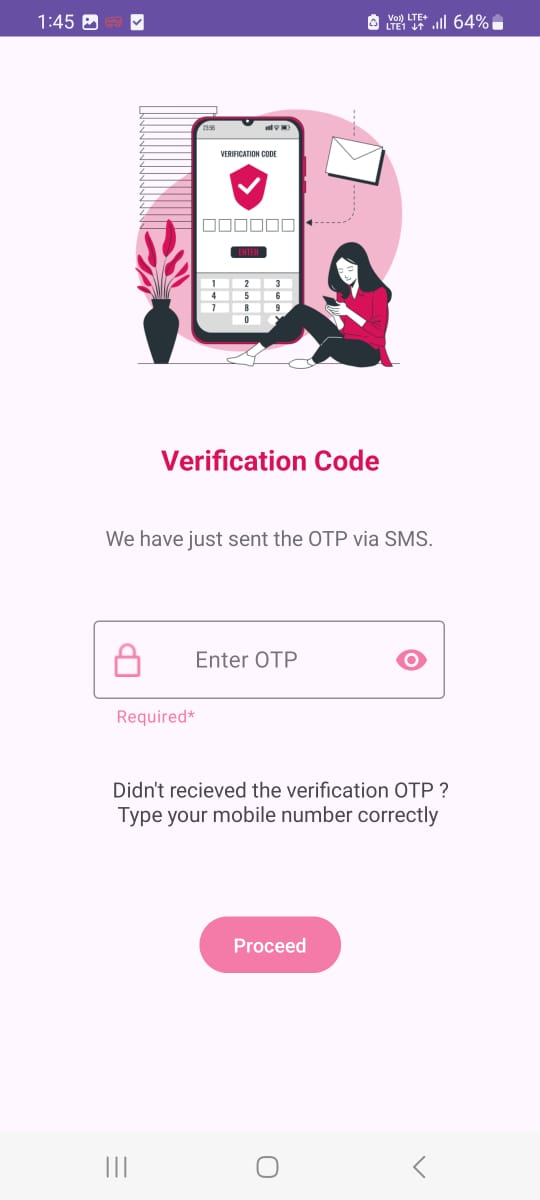 1:45
Vo)) LTE+
LTE1
64%
23:56
VERIFICATION CODE
ENTER
1 2 3
4 5 6
7 8 9
0
Verification Code
We have just sent the OTP via SMS.
Enter OTP
Required*
Didn't recieved the verification OTP ?
Type your mobile number correctly
Proceed